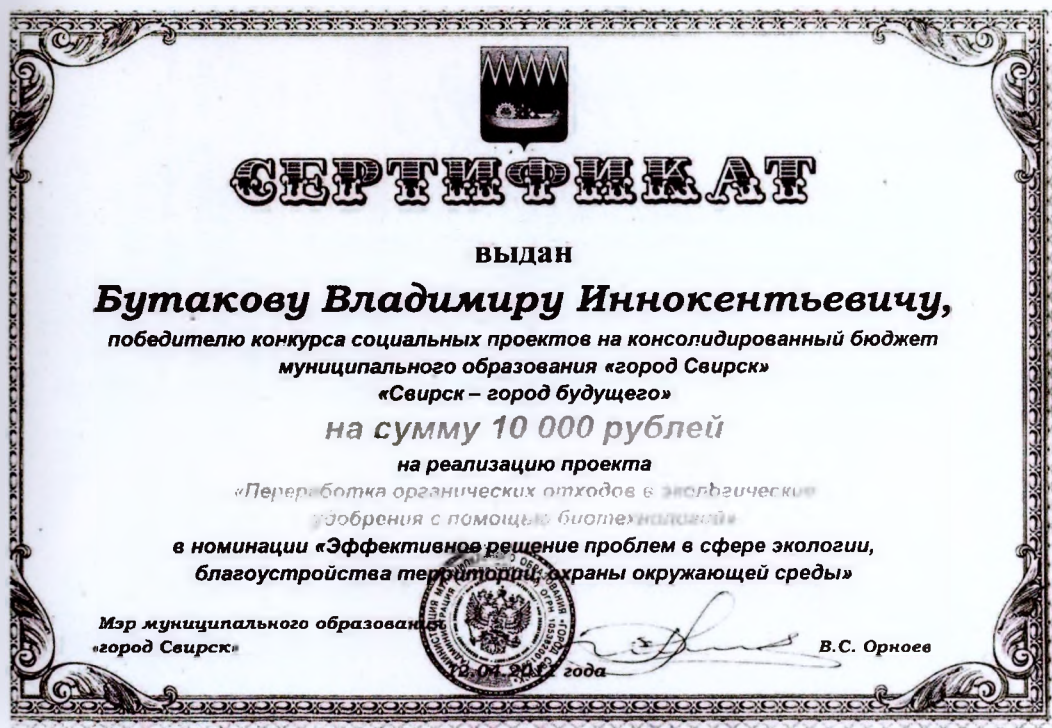 СЕРТИФИКАТ
выдан
Бутакову Владимиру Иннокентьевичу,
победителю конкурса социальных проектов на консолидированный бюджет
муниципального образования «город Свирск»
«Свирск – город будущего»
на сумму 10 000 рублей
на реализацию проекта
«Переработка органических отходов в экологические
удобрения с помощью биотехнологий»
в номинации «Эффективное решение проблем в сфере экологии,
благоустройства территорий, охраны окружающей среды»
Мэр муниципального образования
«город Свирск»
В.С. Орноев
года